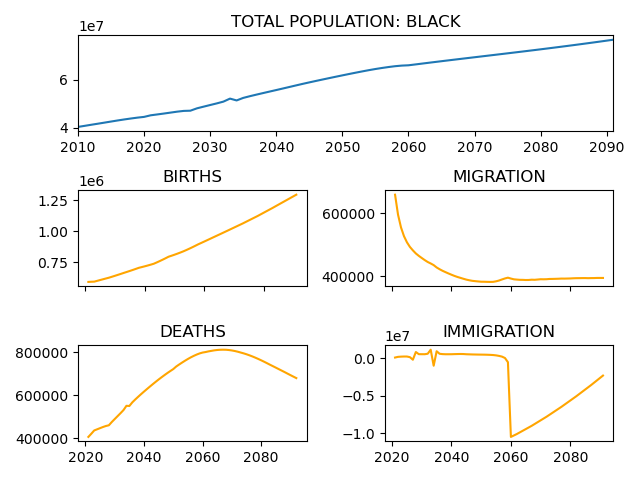 TOTAL POPULATION: BLACK
1e7
6
4
2010 2020 2030 2040 2050 2060 2070 2080 2090
BIRTHS
1e6
1.25
1.00
0.75
MIGRATION
600000
400000
DEATHS
800000
600000
400000
2020 2040 2060 2080
IMMIGRATION
1e7
0.0
−0.5
−1.0
2020 2040 2060 2080